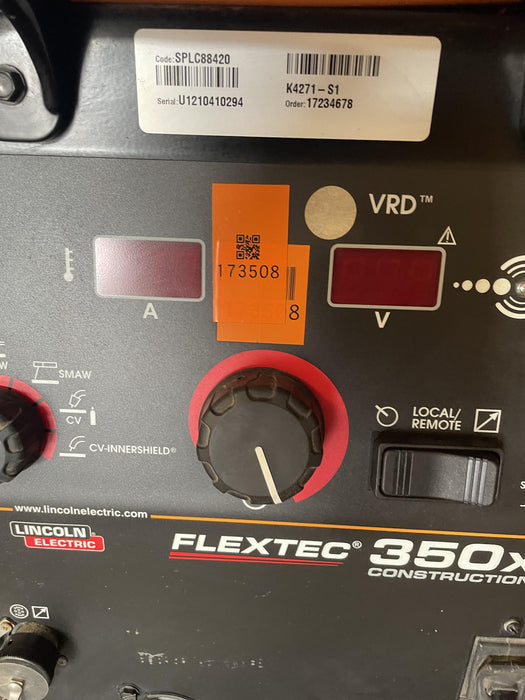 Code:SPLC88420
K4271-S1
Serial:U1210410294
Order:17234678
VRD™
173508
173508
A
V
SMAW
CV
CV-INNERSHIELD®
LOCAL/
REMOTE
www.lincolnelectric.com
LINCOLN®
ELECTRIC
FLEXTEC® 350x
CONSTRUCTION